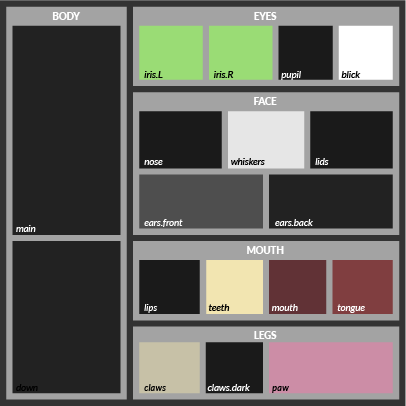 BODY
main
down
EYES
iris.L iris.R pupil blick
FACE
nose whiskers lids
ears.front ears.back
MOUTH
lips teeth mouth tongue
LEGS
claws claws.dark paw